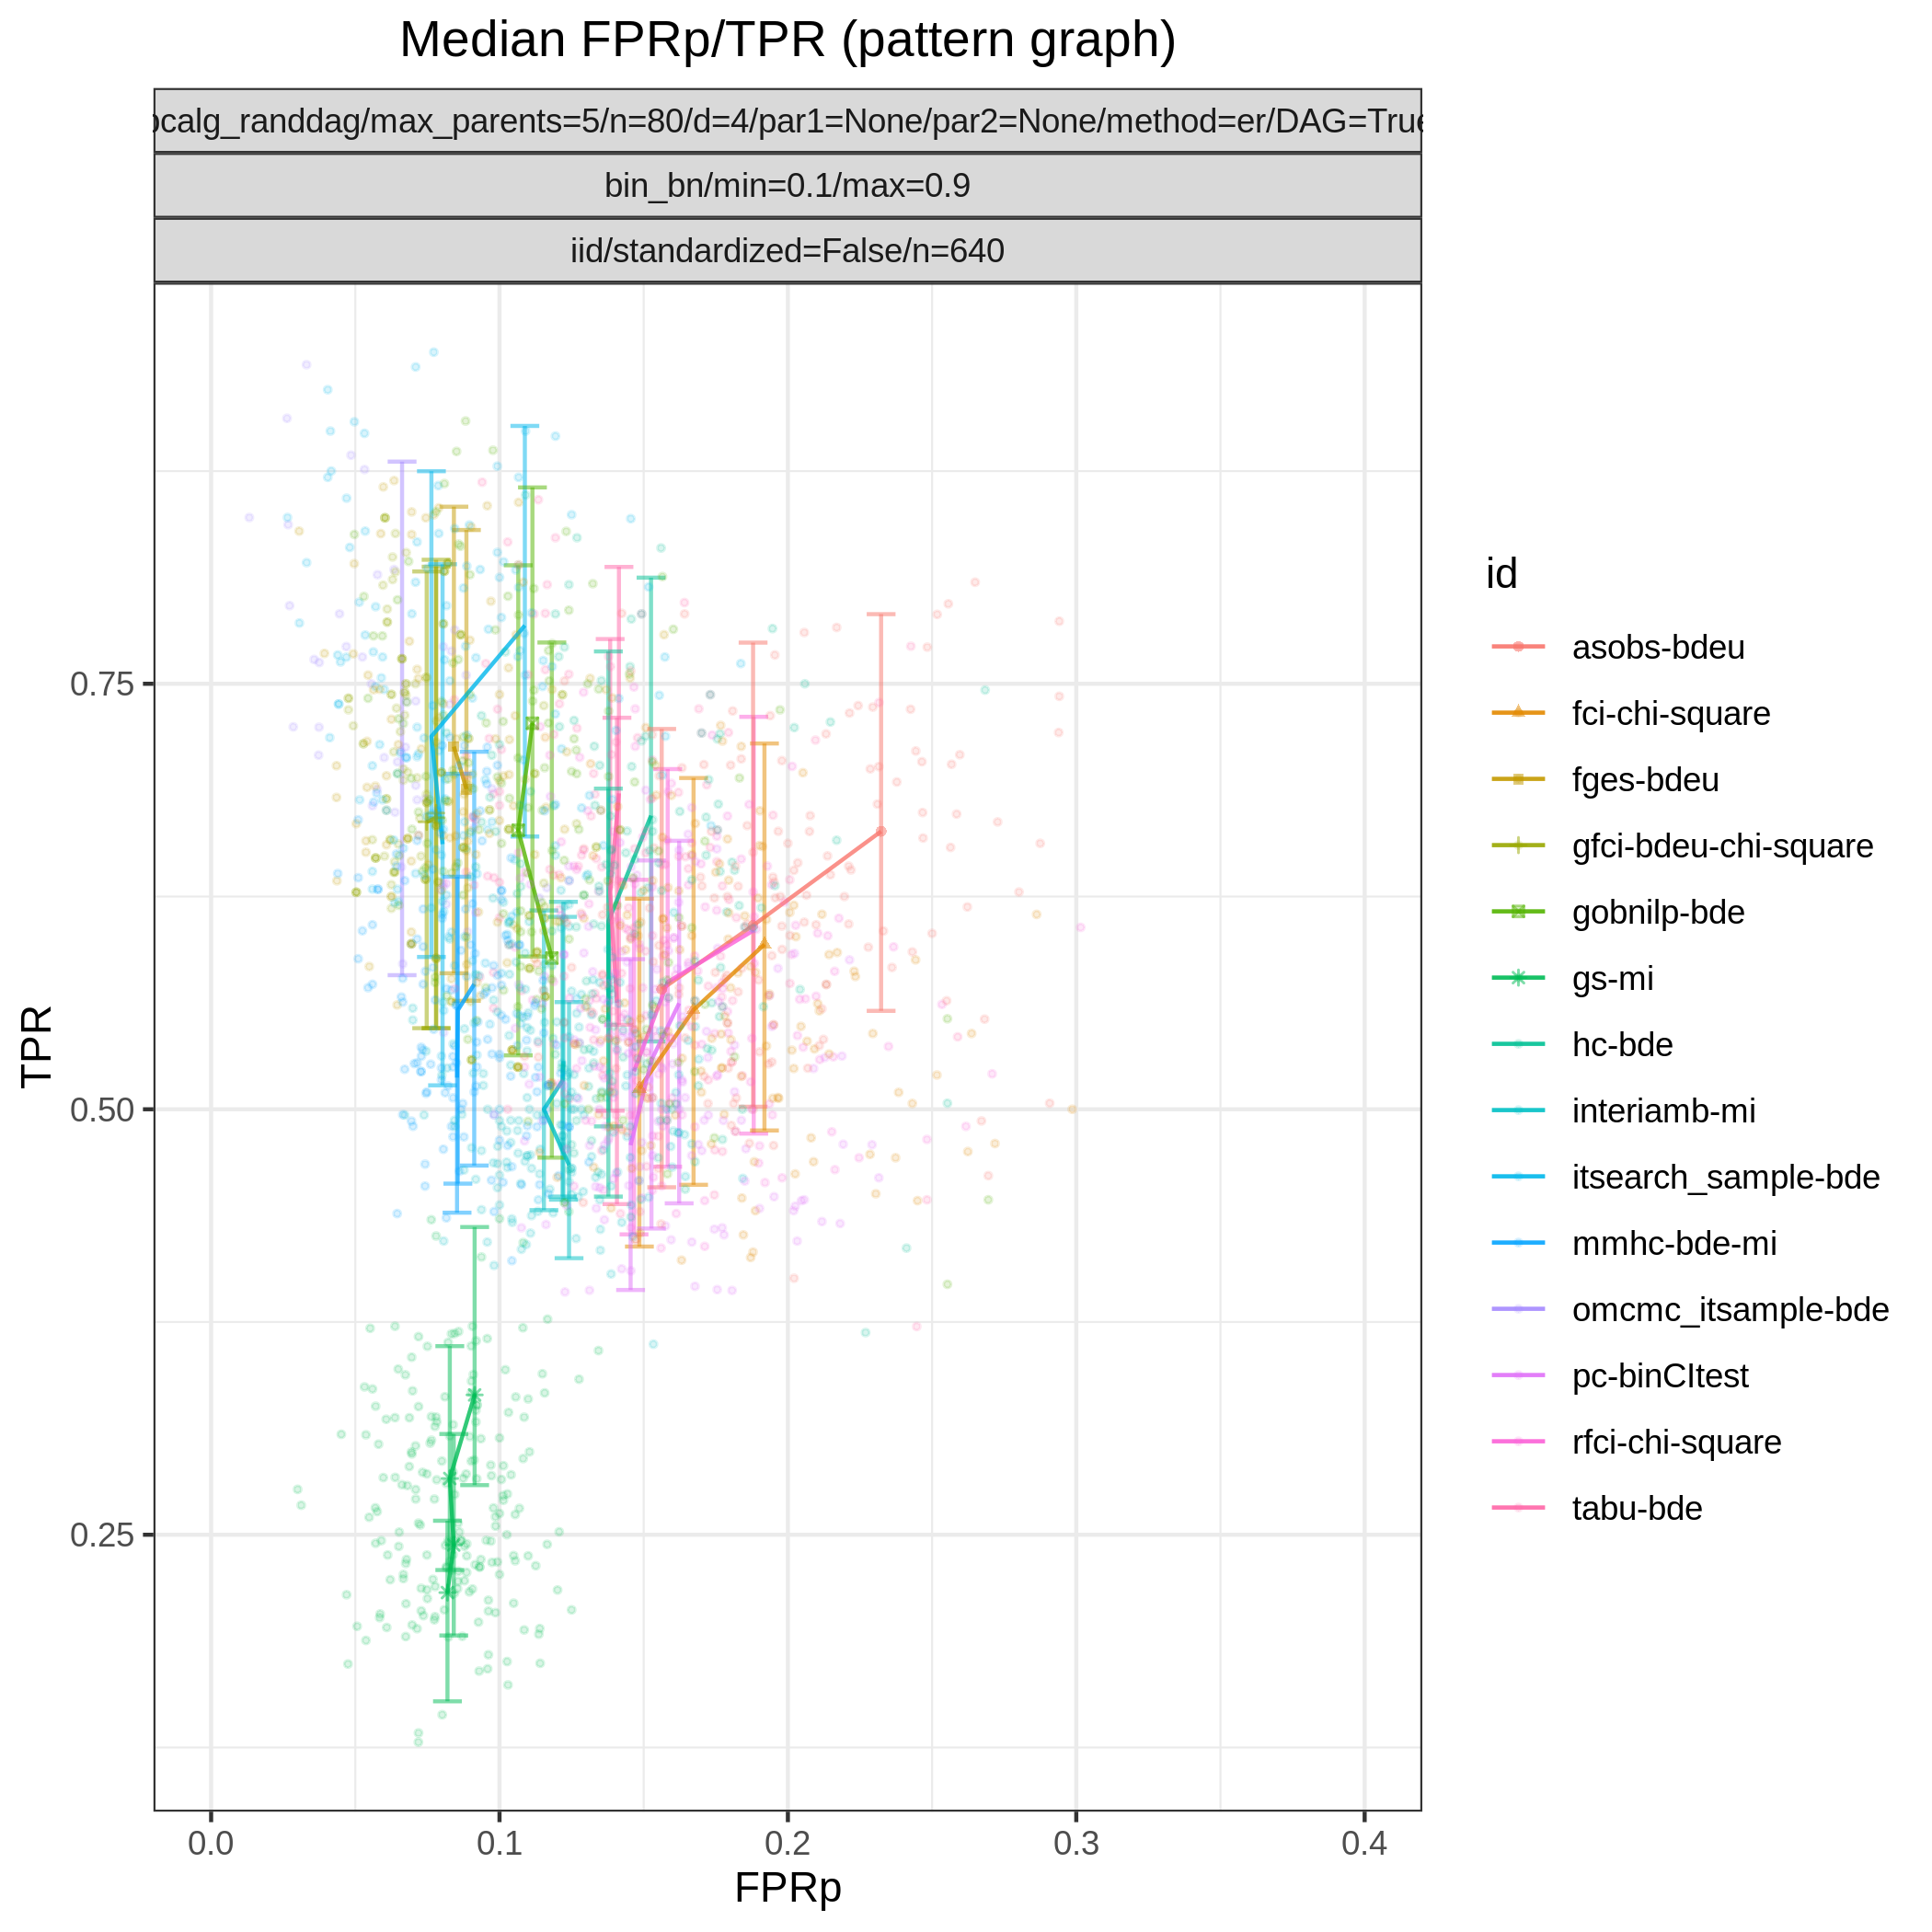 Median FPRp/TPR (pattern graph)
pcalg_randdag/max_parents=5/n=80/d=4/par1=None/par2=None/method=er/DAG=True
bin_bn/min=0.1/max=0.9
iid/standardized=False/n=640
TPR
0.75
0.50
0.25
0.0
0.1
0.2
0.3
0.4
FPRp
id
asobs-bdeu
fci-chi-square
fges-bdeu
gfci-bdeu-chi-square
gobnilp-bde
gs-mi
hc-bde
interiamb-mi
itsearch_sample-bde
mmhc-bde-mi
omcmc_itsample-bde
pc-binCItest
rfci-chi-square
tabu-bde